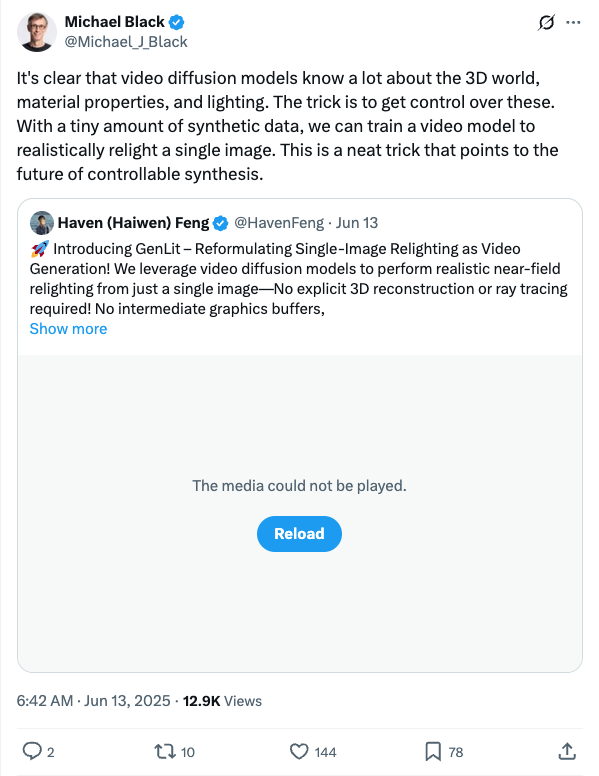 Michael Black
@Michael_J_Black
It's clear that video diffusion models know a lot about the 3D world,
material properties, and lighting. The trick is to get control over these.
With a tiny amount of synthetic data, we can train a video model to
realistically relight a single image. This is a neat trick that points to the
future of controllable synthesis.
Haven (Haiwen) Feng @HavenFeng · Jun 13
🚀 Introducing GenLit – Reformulating Single-Image Relighting as Video
Generation! We leverage video diffusion models to perform realistic near-field
relighting from just a single image—No explicit 3D reconstruction or ray tracing
required! No intermediate graphics buffers,
Show more
The media could not be played.
Reload
6:42 AM · Jun 13, 2025 · 12.9K Views
2 10 144 78